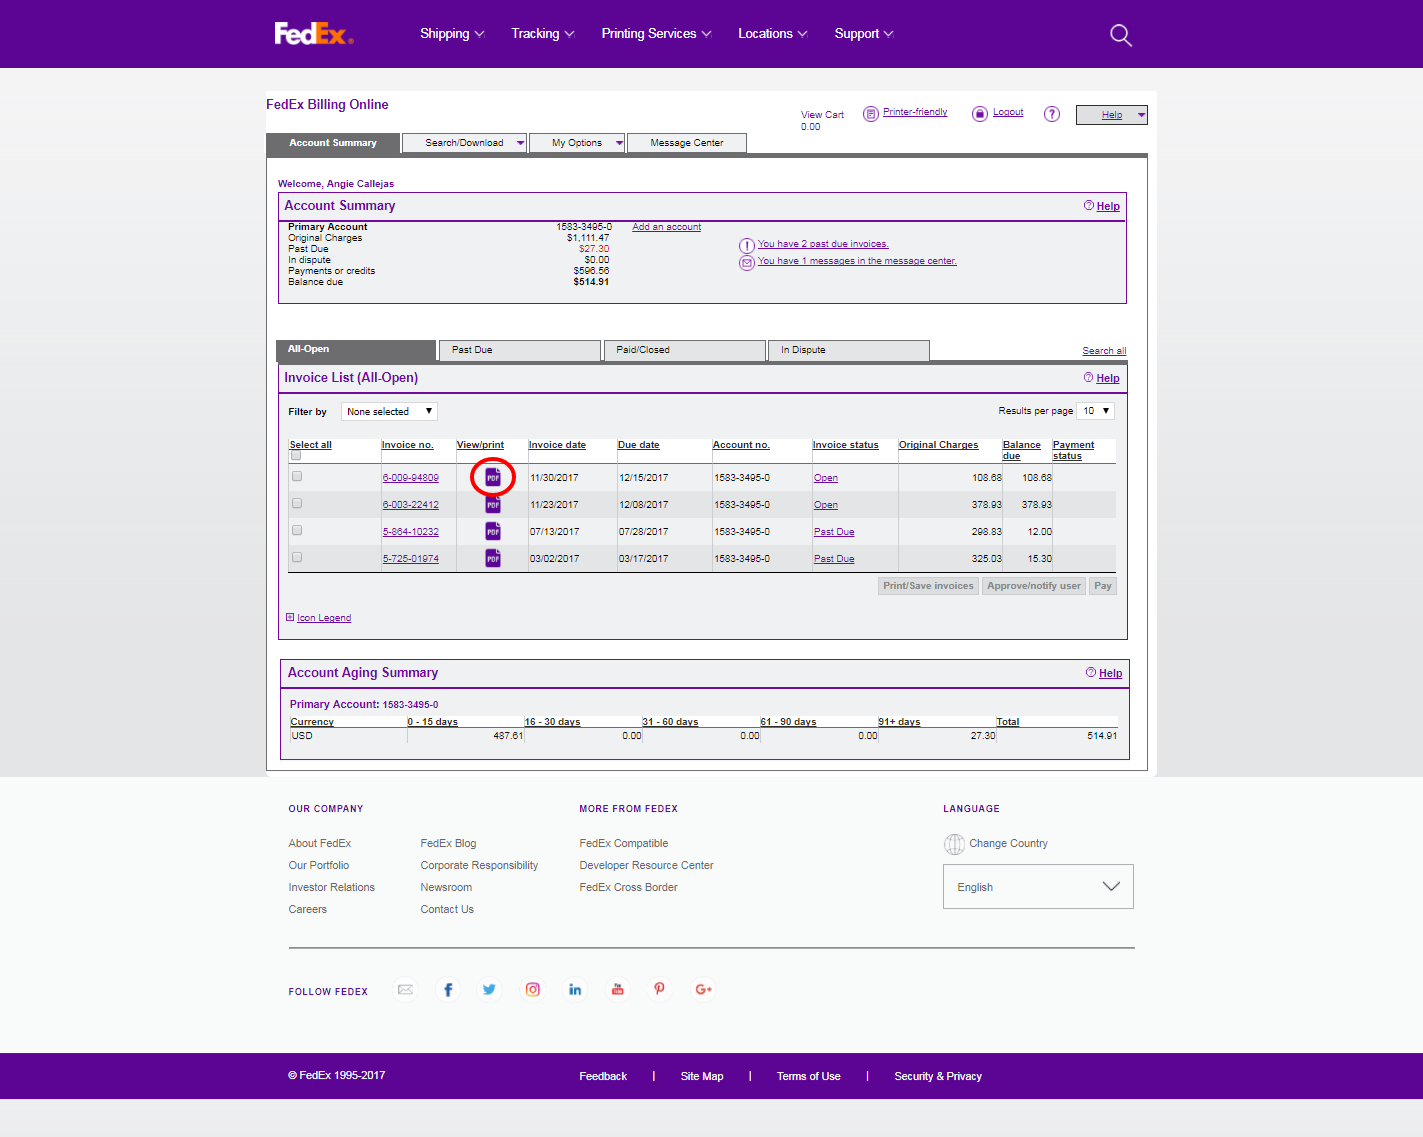 FedEx® Shipping Tracking Printing Services Locations Support
FedEx Billing Online
View Cart 0.00
Printer-friendly
Logout
?
Help
Account Summary Search/Download My Options Message Center
Welcome, Angie Callejas
Account Summary
? Help
Primary Account 1583-3495-0 Add an account
Original Charges $1,111.47
Past Due $27.30
In dispute $0.00
Payments or credits $596.56
Balance due $514.91
! You have 2 past due invoices.
You have 1 messages in the message center.
All-Open Past Due Paid/Closed In Dispute Search all
Invoice List (All-Open) ? Help
Filter by None selected Results per page 10
Select all Invoice no. View/print Invoice date Due date Account no. Invoice status Original Charges Balance due Payment status
6-009-94809 PDF 11/30/2017 12/15/2017 1583-3495-0 Open 108.68 108.68
6-003-22412 PDF 11/23/2017 12/08/2017 1583-3495-0 Open 378.93 378.93
5-864-10232 PDF 07/13/2017 07/28/2017 1583-3495-0 Past Due 298.83 12.00
5-725-01974 PDF 03/02/2017 03/17/2017 1583-3495-0 Past Due 325.03 15.30
Print/Save invoices Approve/notify user Pay
Icon Legend
Account Aging Summary ? Help
Primary Account: 1583-3495-0
Currency 0 - 15 days 16 - 30 days 31 - 60 days 61 - 90 days 91+ days Total
USD 487.61 0.00 0.00 0.00 27.30 514.91
OUR COMPANY MORE FROM FEDEX LANGUAGE
About FedEx FedEx Blog FedEx Compatible Change Country
Our Portfolio Corporate Responsibility Developer Resource Center
Investor Relations Newsroom FedEx Cross Border English
Careers Contact Us
FOLLOW FEDEX f in You Tube G+
© FedEx 1995-2017 Feedback | Site Map | Terms of Use | Security & Privacy